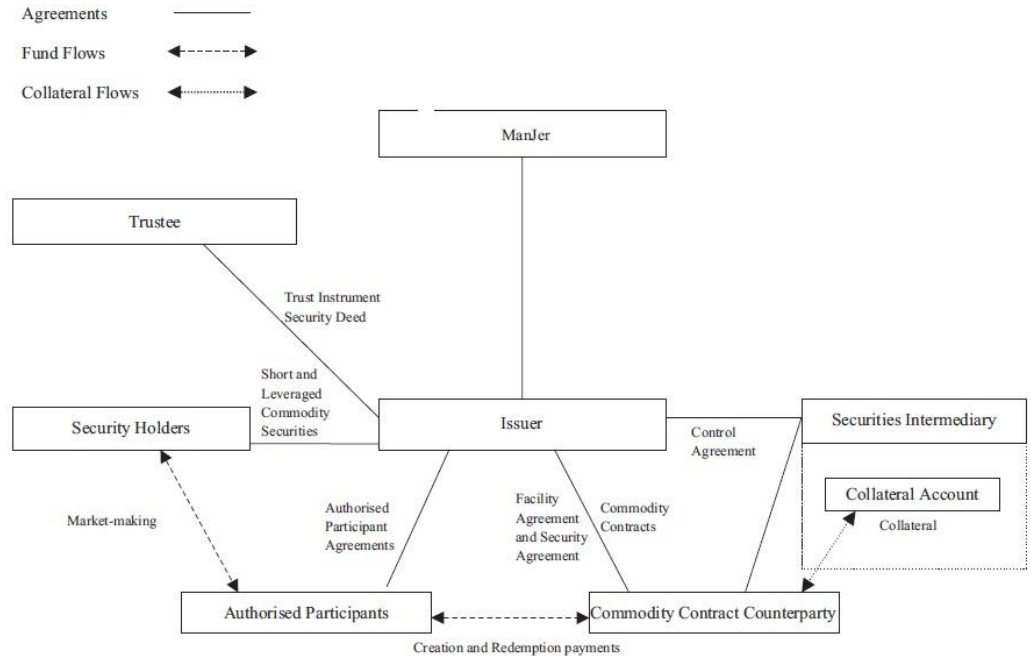 Agreements
Fund Flows
Collateral Flows
ManJer
Trustee
Trust Instrument
Security Deed
Short and
Leveraged
Commodity
Securities
Security Holders
Issuer
Control
Agreement
Securities Intermediary
Collateral Account
Collateral
Market-making
Authorised
Participant
Agreements
Facility
Agreement
and Security
Agreement
Commodity
Contracts
Authorised Participants
Commodity Contract Counterparty
Creation and Redemption payments